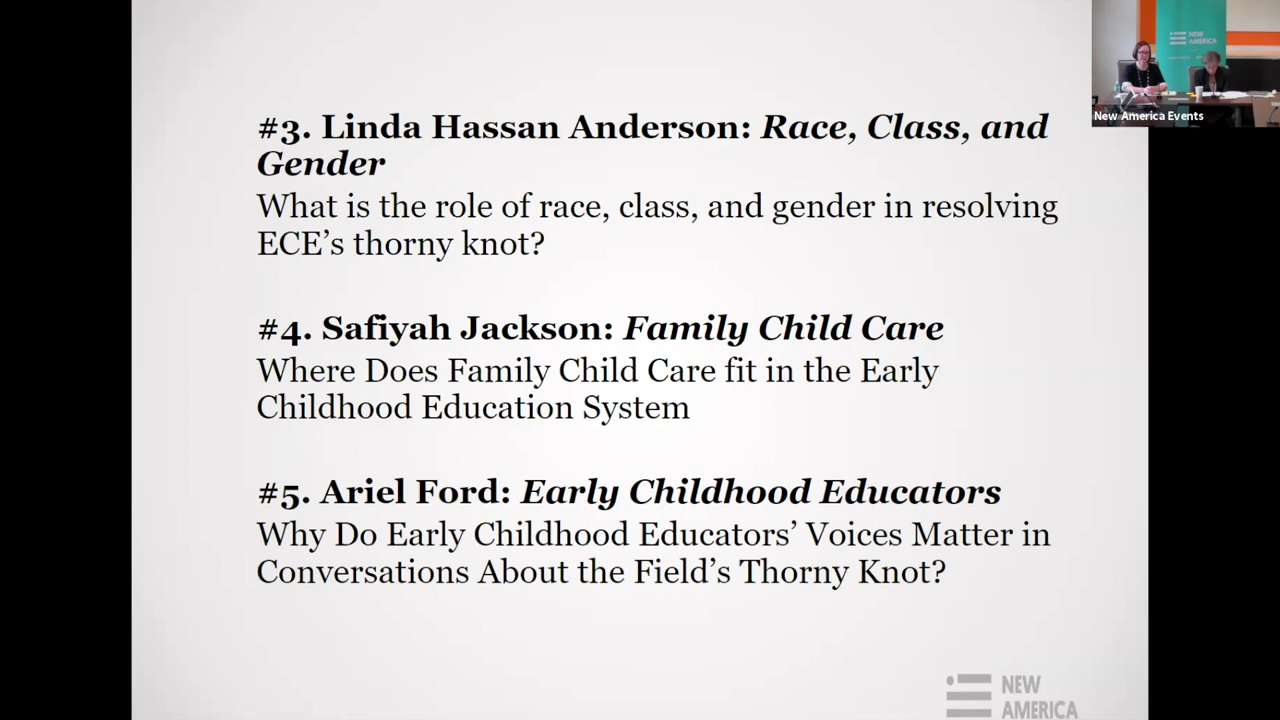 #3. Linda Hassan Anderson: Race, Class, and
Gender
What is the role of race, class, and gender in resolving
ECE’s thorny knot?
#4. Safiyah Jackson: Family Child Care
Where Does Family Child Care fit in the Early
Childhood Education System
#5. Ariel Ford: Early Childhood Educators
Why Do Early Childhood Educators’ Voices Matter in
Conversations About the Field’s Thorny Knot?
NEW
AMERICA
NEW
AMERICA
New America Events